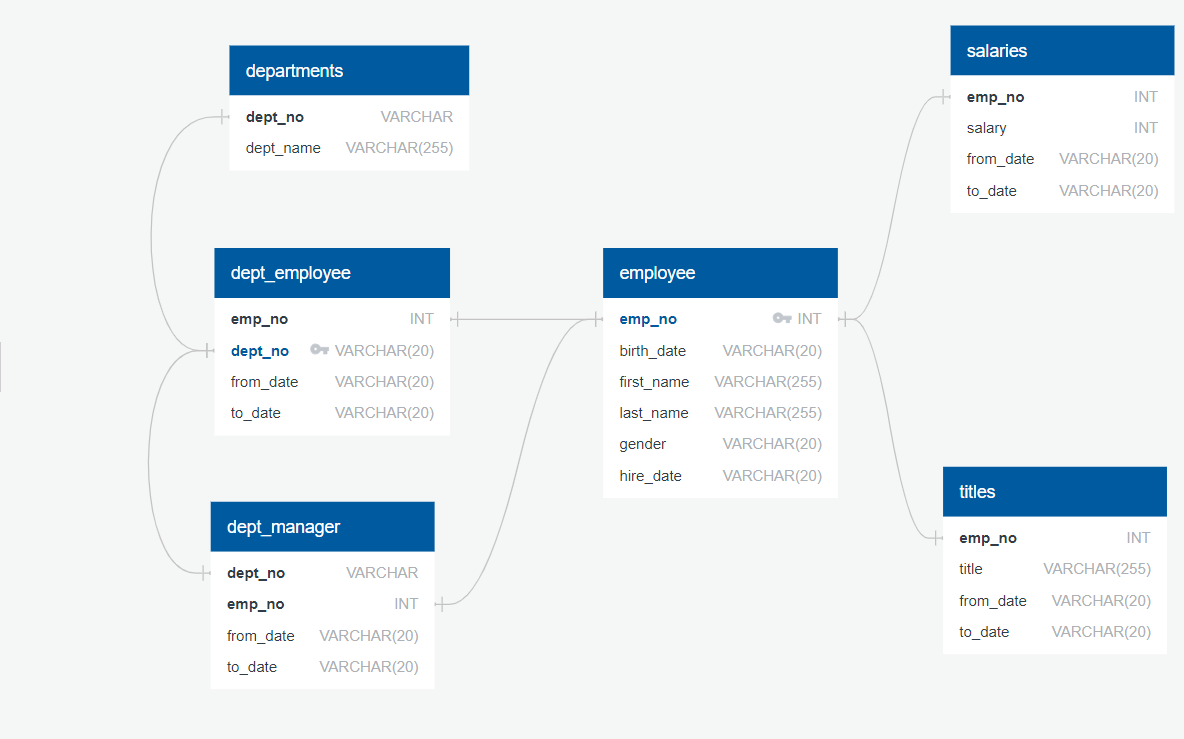 departments
dept_no VARCHAR
dept_name VARCHAR(255)
dept_employee
emp_no INT
dept_no VARCHAR(20)
from_date VARCHAR(20)
to_date VARCHAR(20)
dept_manager
dept_no VARCHAR
emp_no INT
from_date VARCHAR(20)
to_date VARCHAR(20)
employee
emp_no INT
birth_date VARCHAR(20)
first_name VARCHAR(255)
last_name VARCHAR(255)
gender VARCHAR(20)
hire_date VARCHAR(20)
salaries
emp_no INT
salary INT
from_date VARCHAR(20)
to_date VARCHAR(20)
titles
emp_no INT
title VARCHAR(255)
from_date VARCHAR(20)
to_date VARCHAR(20)